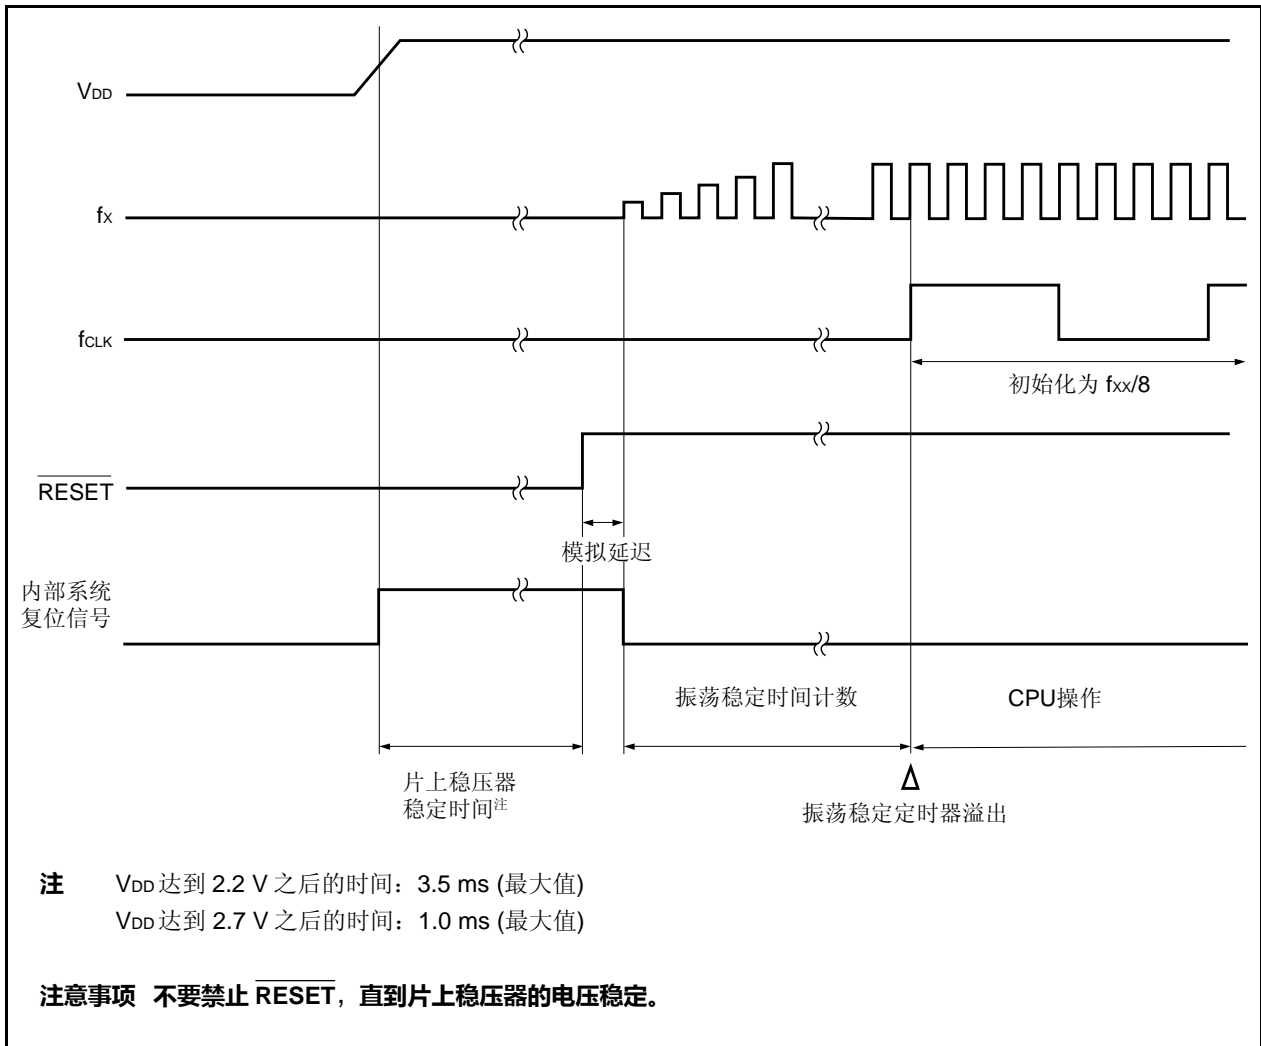 VDD
fX
fCLK
初始化为 fXX/8
RESET
模拟延迟
内部系统
复位信号
振荡稳定时间计数
CPU操作
片上稳压器
稳定时间注
振荡稳定定时器溢出
注 VDD 达到 2.2 V 之后的时间：3.5 ms (最大值)
VDD 达到 2.7 V 之后的时间：1.0 ms (最大值)
注意事项 不要禁止 RESET，直到片上稳压器的电压稳定。